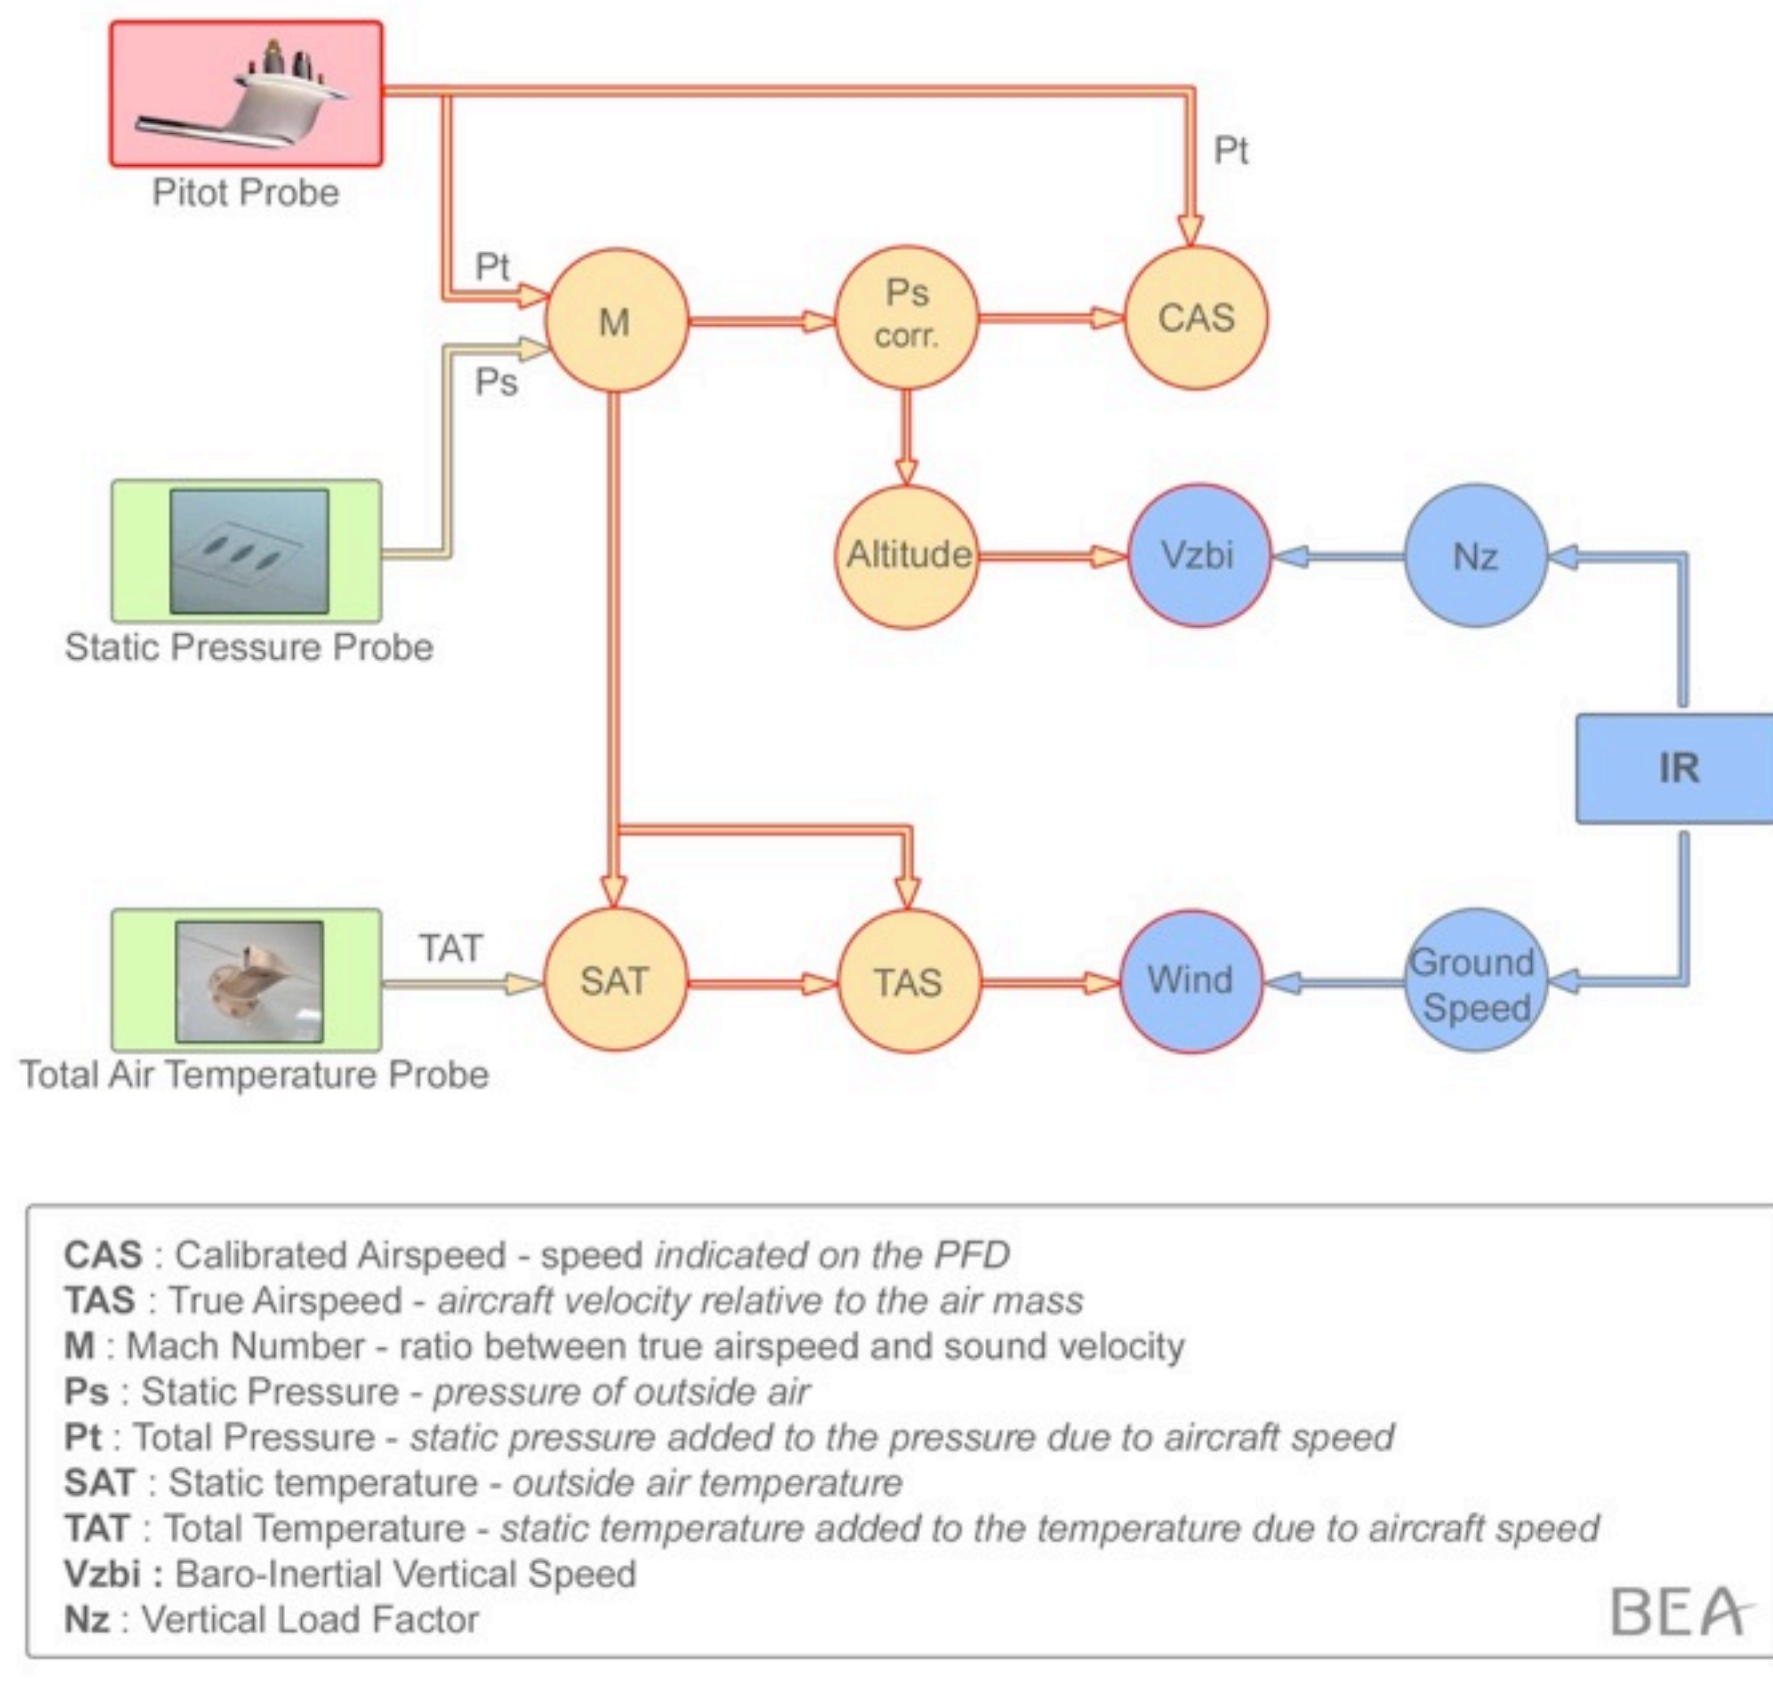 Pitot Probe
Pt
Pt
M
Ps
corr.
CAS
Ps
Altitude
Vzbi
Nz
Static Pressure Probe
IR
TAT
SAT
TAS
Wind
Ground
Speed
Total Air Temperature Probe
CAS : Calibrated Airspeed - speed indicated on the PFD
TAS : True Airspeed - aircraft velocity relative to the air mass
M : Mach Number - ratio between true airspeed and sound velocity
Ps : Static Pressure - pressure of outside air
Pt : Total Pressure - static pressure added to the pressure due to aircraft speed
SAT : Static temperature - outside air temperature
TAT : Total Temperature - static temperature added to the temperature due to aircraft speed
Vzbi : Baro-Inertial Vertical Speed
Nz : Vertical Load Factor
BEA